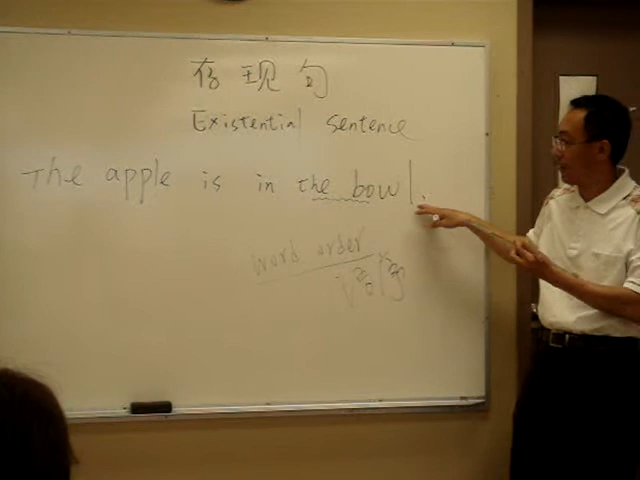 存现句
Existential sentence
The apple is in the bowl.
word order
语序